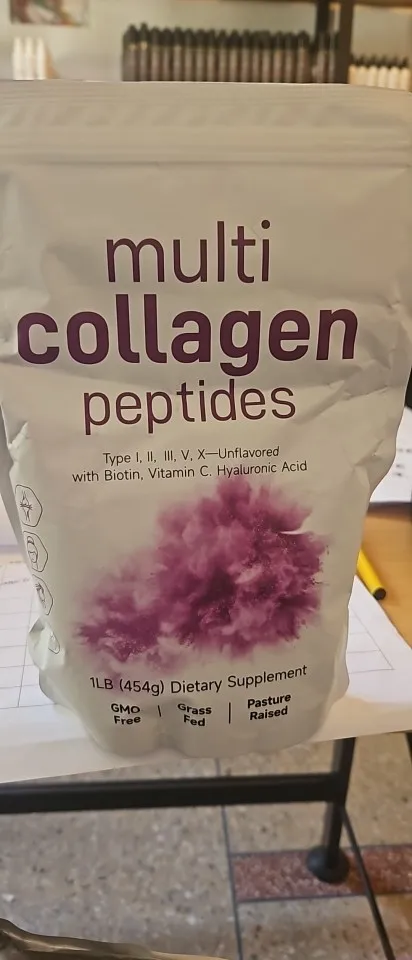 multi
collagen
peptides
Type I, II, III, V, X—Unflavored
with Biotin, Vitamin C. Hyaluronic Acid
1LB (454g) Dietary Supplement
GMO Free | Grass Fed | Pasture Raised